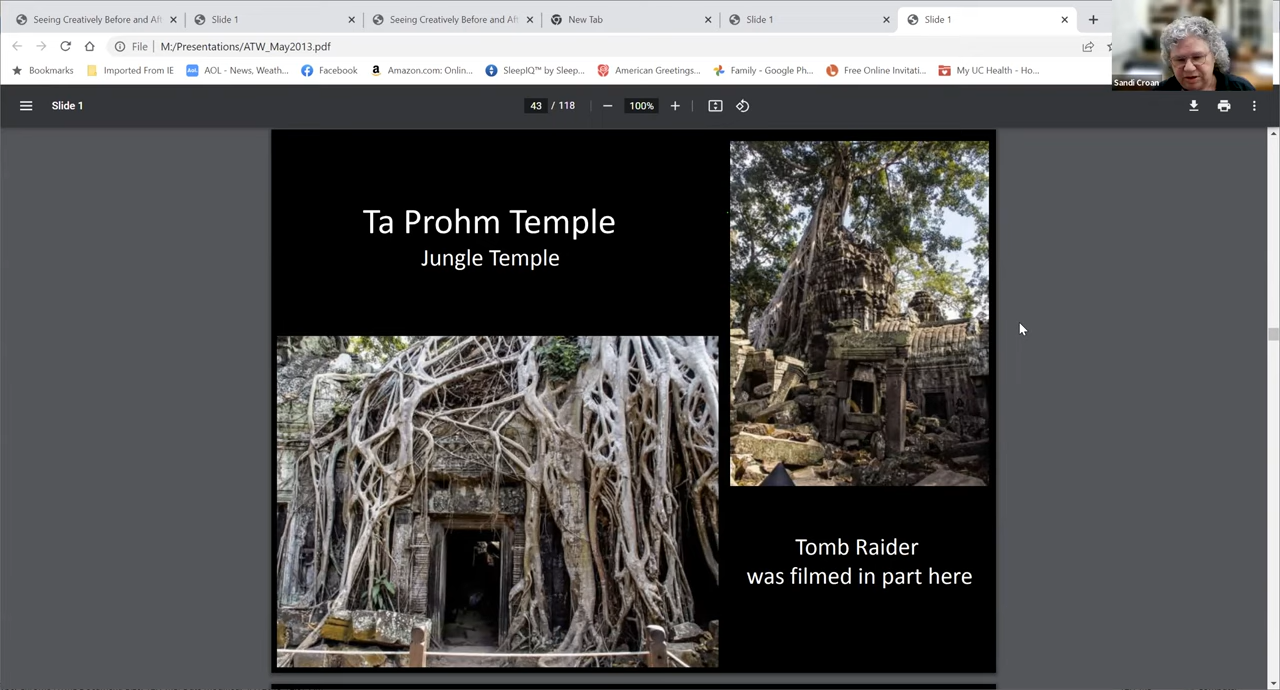 Seeing Creatively Before and Aft
Slide 1
Seeing Creatively Before and Aft
New Tab
Slide 1
Slide 1
File
M:/Presentations/ATW_May2013.pdf
Bookmarks
Imported From IE
AOL - News, Weath...
Facebook
Amazon.com: Onlin...
SleepIQ™ by Sleep...
American Greetings...
Family - Google Ph...
Free Online Invitati...
My UC Health - Ho...
Sandi Croan
Slide 1
43 / 118
100%
Ta Prohm Temple
Jungle Temple
Tomb Raider
was filmed in part here